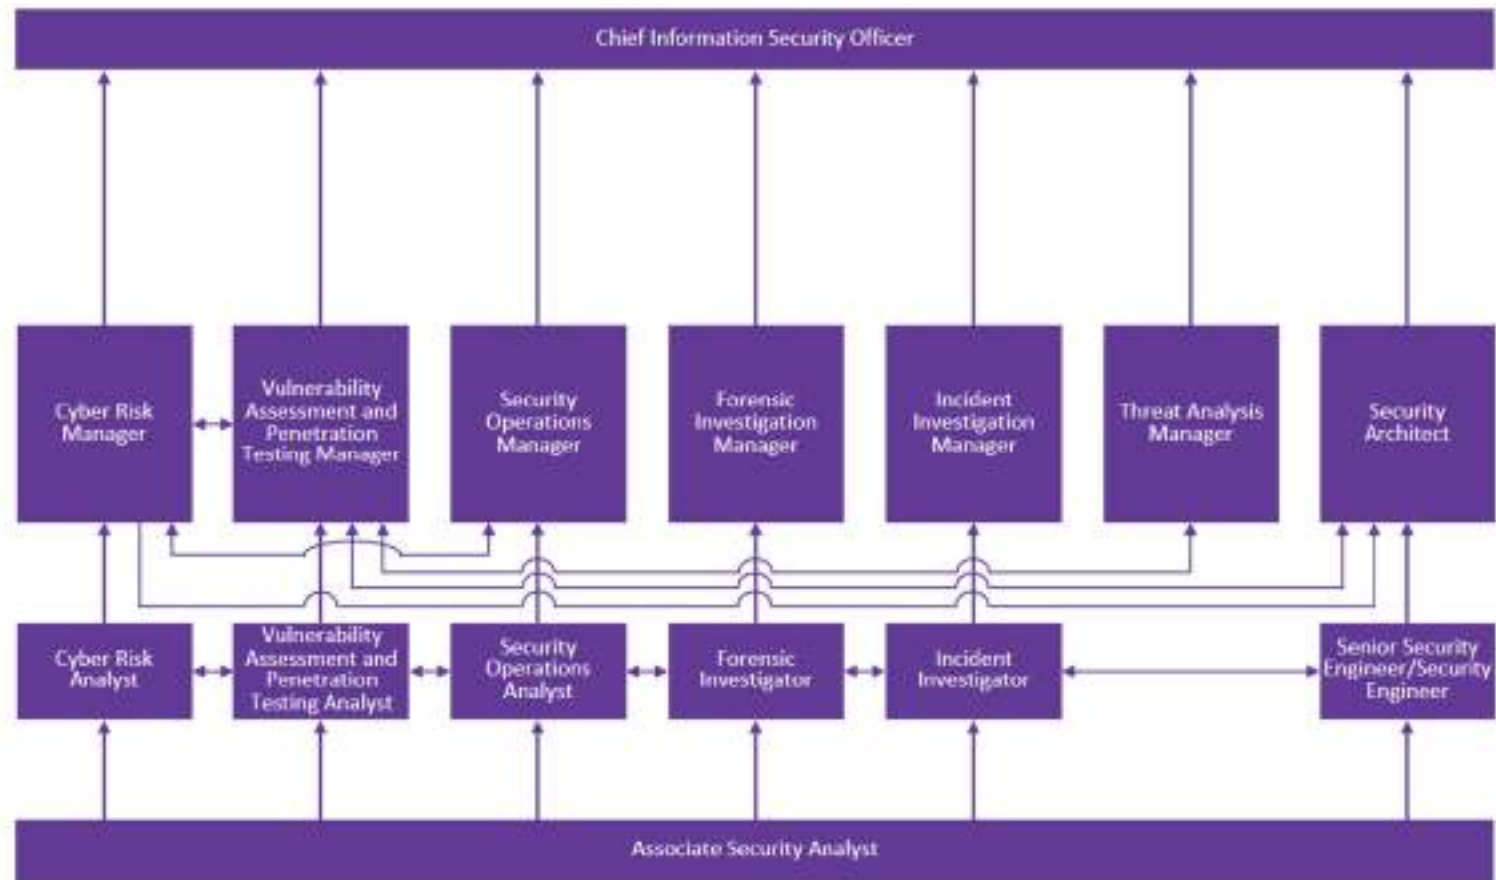 Chief Information Security Officer
Cyber Risk
Manager
Vulnerability
Assessment and
Penetration
Testing Manager
Security
Operations
Manager
Forensic
Investigation
Manager
Incident
Investigation
Manager
Threat Analysis
Manager
Security
Architect
Cyber Risk
Analyst
Vulnerability
Assessment and
Penetration
Testing Analyst
Security
Operations
Analyst
Forensic
Investigator
Incident
Investigator
Senior Security
Engineer/Security
Engineer
Associate Security Analyst